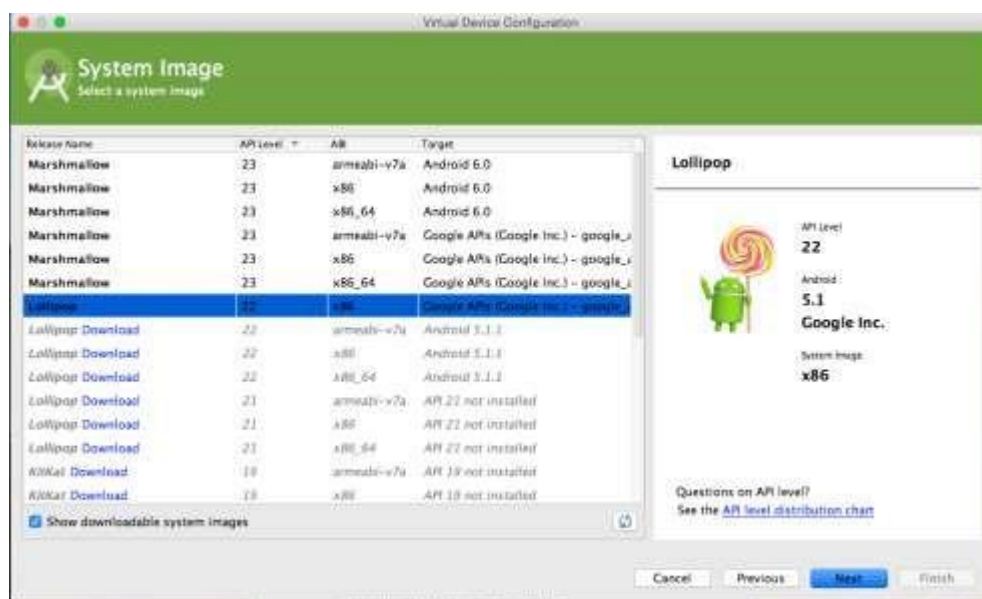 Virtual Device Configuration
System Image
Select a system image
Release Name API Level ABI Target
Marshmallow 23 armeabi-v7a Android 6.0
Marshmallow 23 x86 Android 6.0
Marshmallow 23 x86_64 Android 6.0
Marshmallow 23 armeabi-v7a Google APIs (Google Inc.) - google_
Marshmallow 23 x86 Google APIs (Google Inc.) - google_
Marshmallow 23 x86_64 Google APIs (Google Inc.) - google_
Lollipop 22 x86 Google APIs (Google Inc.) - google_
Lollipop Download 22 armeabi-v7a Android 5.1.1
Lollipop Download 22 x86 Android 5.1.1
Lollipop Download 22 x86_64 Android 5.1.1
Lollipop Download 21 armeabi-v7a API 21 not installed
Lollipop Download 21 x86 API 21 not installed
Lollipop Download 21 x86_64 API 21 not installed
KitKat Download 19 armeabi-v7a API 19 not installed
KitKat Download 19 x86 API 19 not installed
Show downloadable system images
Lollipop
API Level
22
Android
5.1
Google Inc.
System Image
x86
Questions on API level?
See the API level distribution chart
Cancel Previous Next Finish